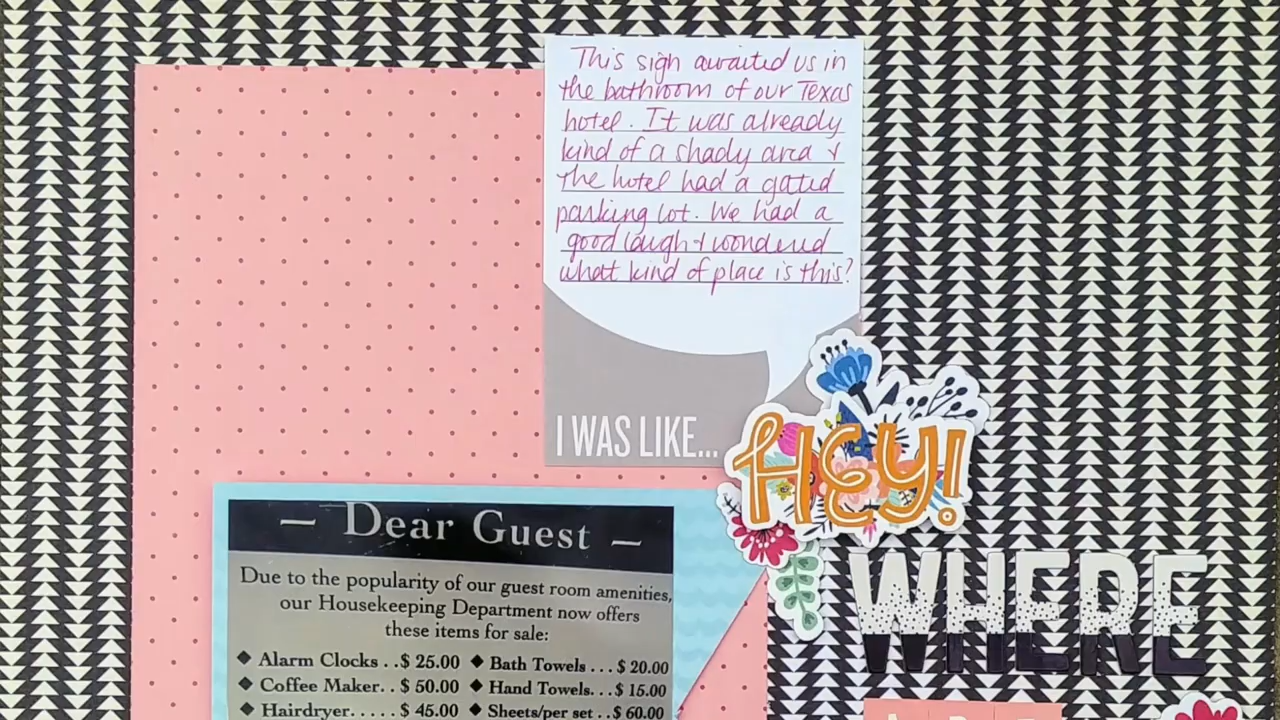 This sign awaited us in
the bathroom of our Texas
hotel. It was already
kind of a shady area &
the hotel had a gated
parking lot. We had a
good laugh & wondered
what kind of place is this?
I WAS LIKE...
HEY!
— Dear Guest —
Due to the popularity of our guest room amenities,
our Housekeeping Department now offers
these items for sale:
◆ Alarm Clocks . . $ 25.00 ◆ Bath Towels . . . $ 20.00
◆ Coffee Maker. . $ 50.00 ◆ Hand Towels. . . $ 15.00
◆ Hairdryer. . . . . $ 45.00 ◆ Sheets/per set . . $ 60.00
WHERE